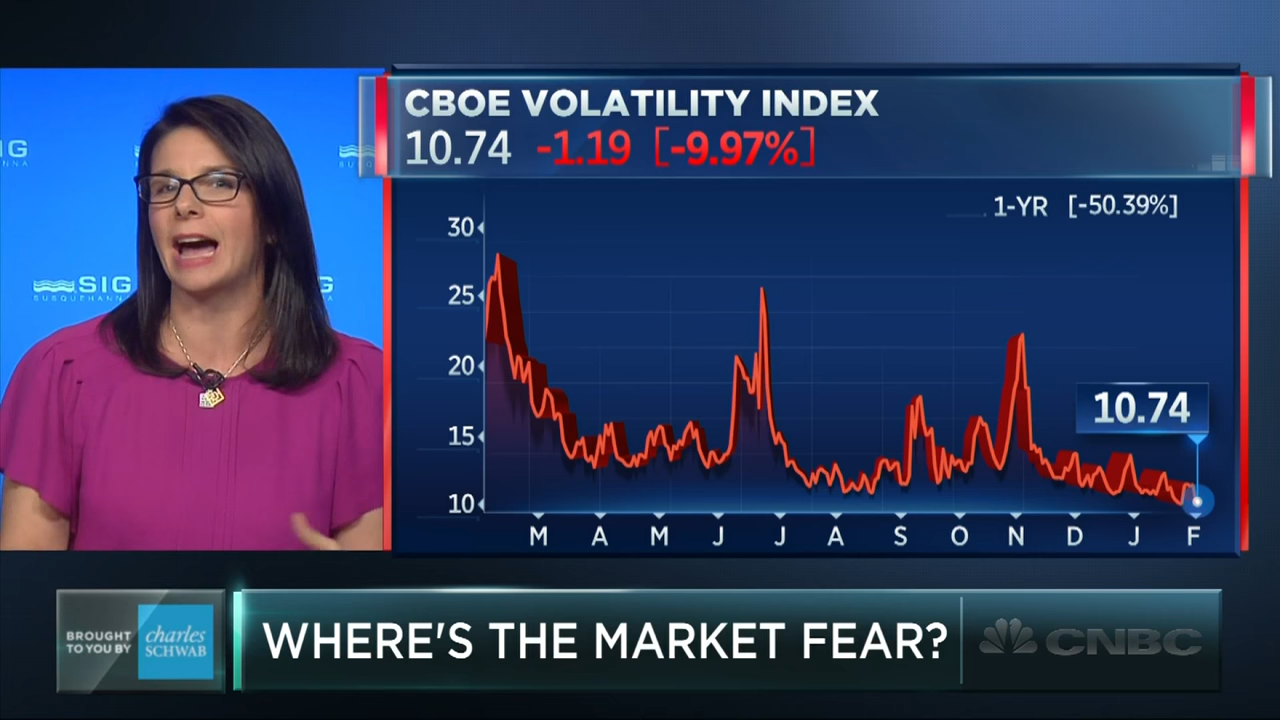 CBOE VOLATILITY INDEX
10.74 -1.19 [-9.97%]
1-YR [-50.39%]
30
25
20
15
10
10.74
M A M J J A S O N D J F
SIG
SIG
SUSQUEHANNA
BROUGHT TO YOU BY
charles SCHWAB
WHERE'S THE MARKET FEAR?
CNBC